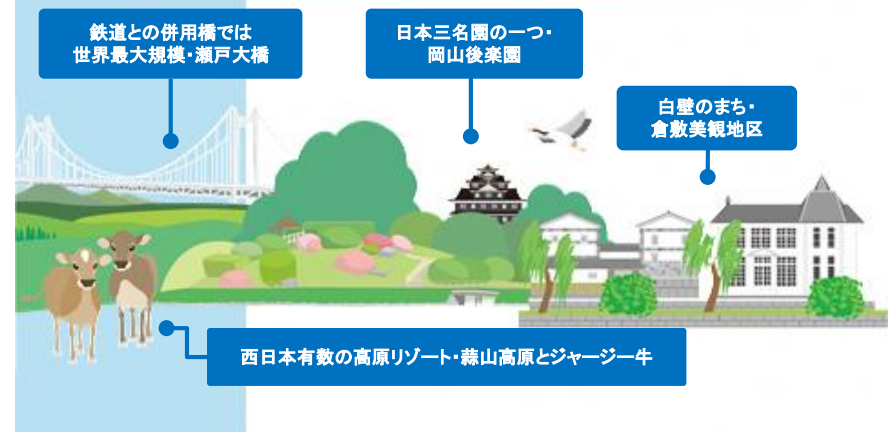 鉄道との併用橋では
世界最大規模・瀬戸大橋
日本三名園の一つ・
岡山後楽園
白壁のまち・
倉敷美観地区
西日本有数の高原リゾート・蒜山高原とジャージー牛